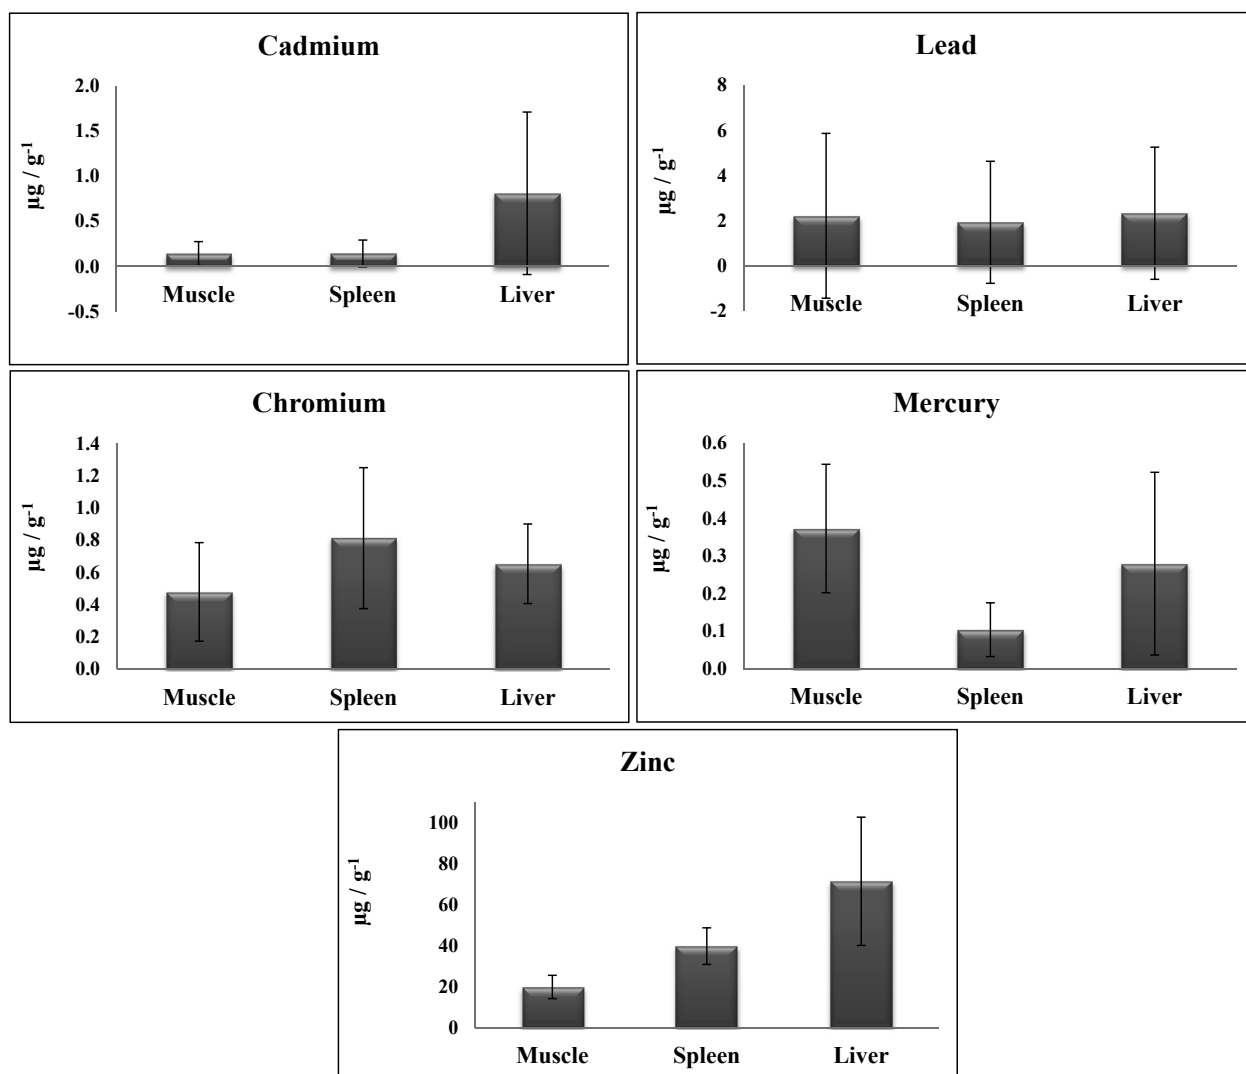 Cadmium
µg / g-1
2.0
1.5
1.0
0.5
0.0
-0.5
Muscle Spleen Liver
Lead
µg / g-1
8
6
4
2
0
-2
Muscle Spleen Liver
Chromium
µg / g-1
1.4
1.2
1.0
0.8
0.6
0.4
0.2
0.0
Muscle Spleen Liver
Mercury
µg / g-1
0.6
0.5
0.4
0.3
0.2
0.1
0.0
Muscle Spleen Liver
Zinc
µg / g-1
100
80
60
40
20
0
Muscle Spleen Liver